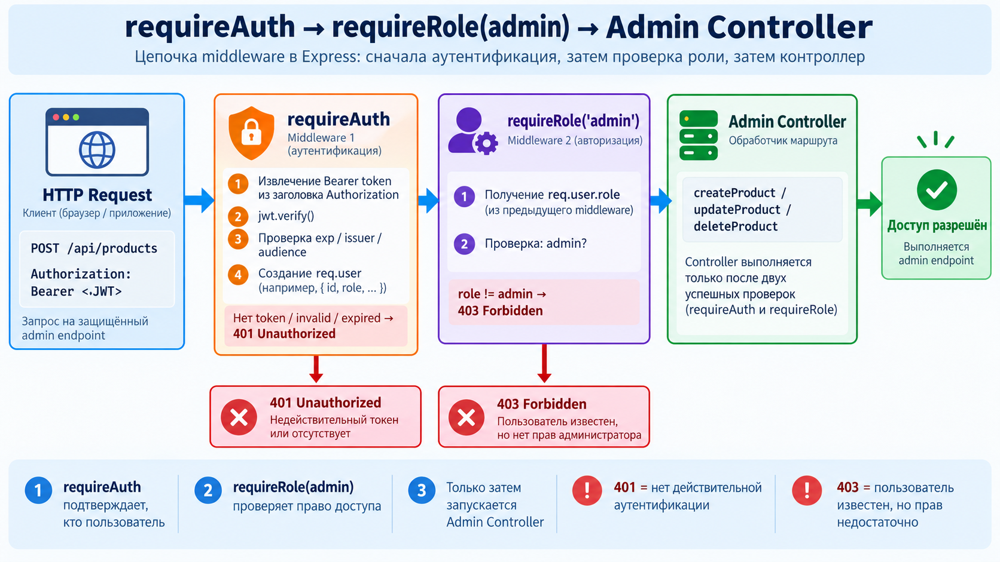 requireAuth → requireRole(admin) → Admin Controller
Цепочка middleware в Express: сначала аутентификация, затем проверка роли, затем контроллер
HTTP Request
Клиент (браузер / приложение)
POST /api/products
Authorization:
Bearer <JWT>
Запрос на защищённый
admin endpoint
requireAuth
Middleware 1
(аутентификация)
1 Извлечение Bearer token
из заголовка Authorization
2 jwt.verify()
3 Проверка exp / issuer /
audience
4 Создание req.user
(например, { id, role, ... })
Нет token / invalid / expired →
401 Unauthorized
requireRole('admin')
Middleware 2 (авторизация)
1 Получение req.user.role
(из предыдущего middleware)
2 Проверка: admin?
role != admin →
403 Forbidden
Admin Controller
Обработчик маршрута
createProduct /
updateProduct /
deleteProduct
Controller выполняется
только после двух
успешных проверок
(requireAuth и requireRole)
Доступ разрешён
Выполняется
admin endpoint
401 Unauthorized
Недействительный токен
или отсутствует
403 Forbidden
Пользователь известен,
но нет прав администратора
1 requireAuth
подтверждает,
кто пользователь
2 requireRole(admin)
проверяет право доступа
3 Только затем
запускается
Admin Controller
! 401 = нет действительной
аутентификации
! 403 = пользователь
известен, но прав
недостаточно